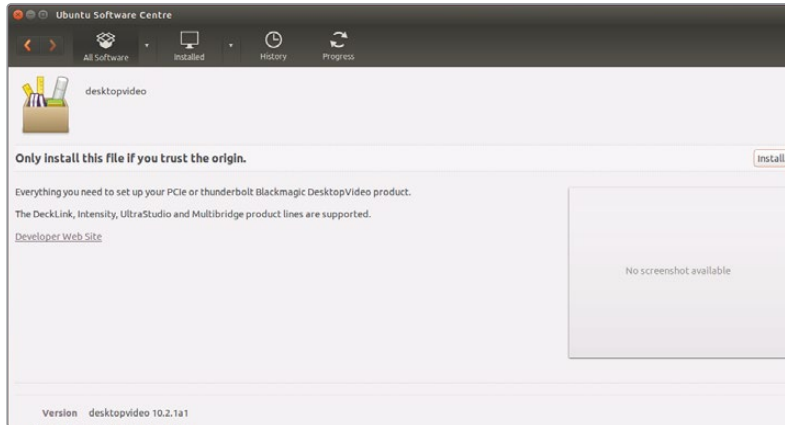 Ubuntu Software Centre
All Software
Installed
History
Progress
desktopvideo
Only install this file if you trust the origin.
Install
Everything you need to set up your PCIe or thunderbolt Blackmagic DesktopVideo product.
The DeckLink, Intensity, UltraStudio and Multibridge product lines are supported.
Developer Web Site
No screenshot available
Version desktopvideo 10.2.1a1